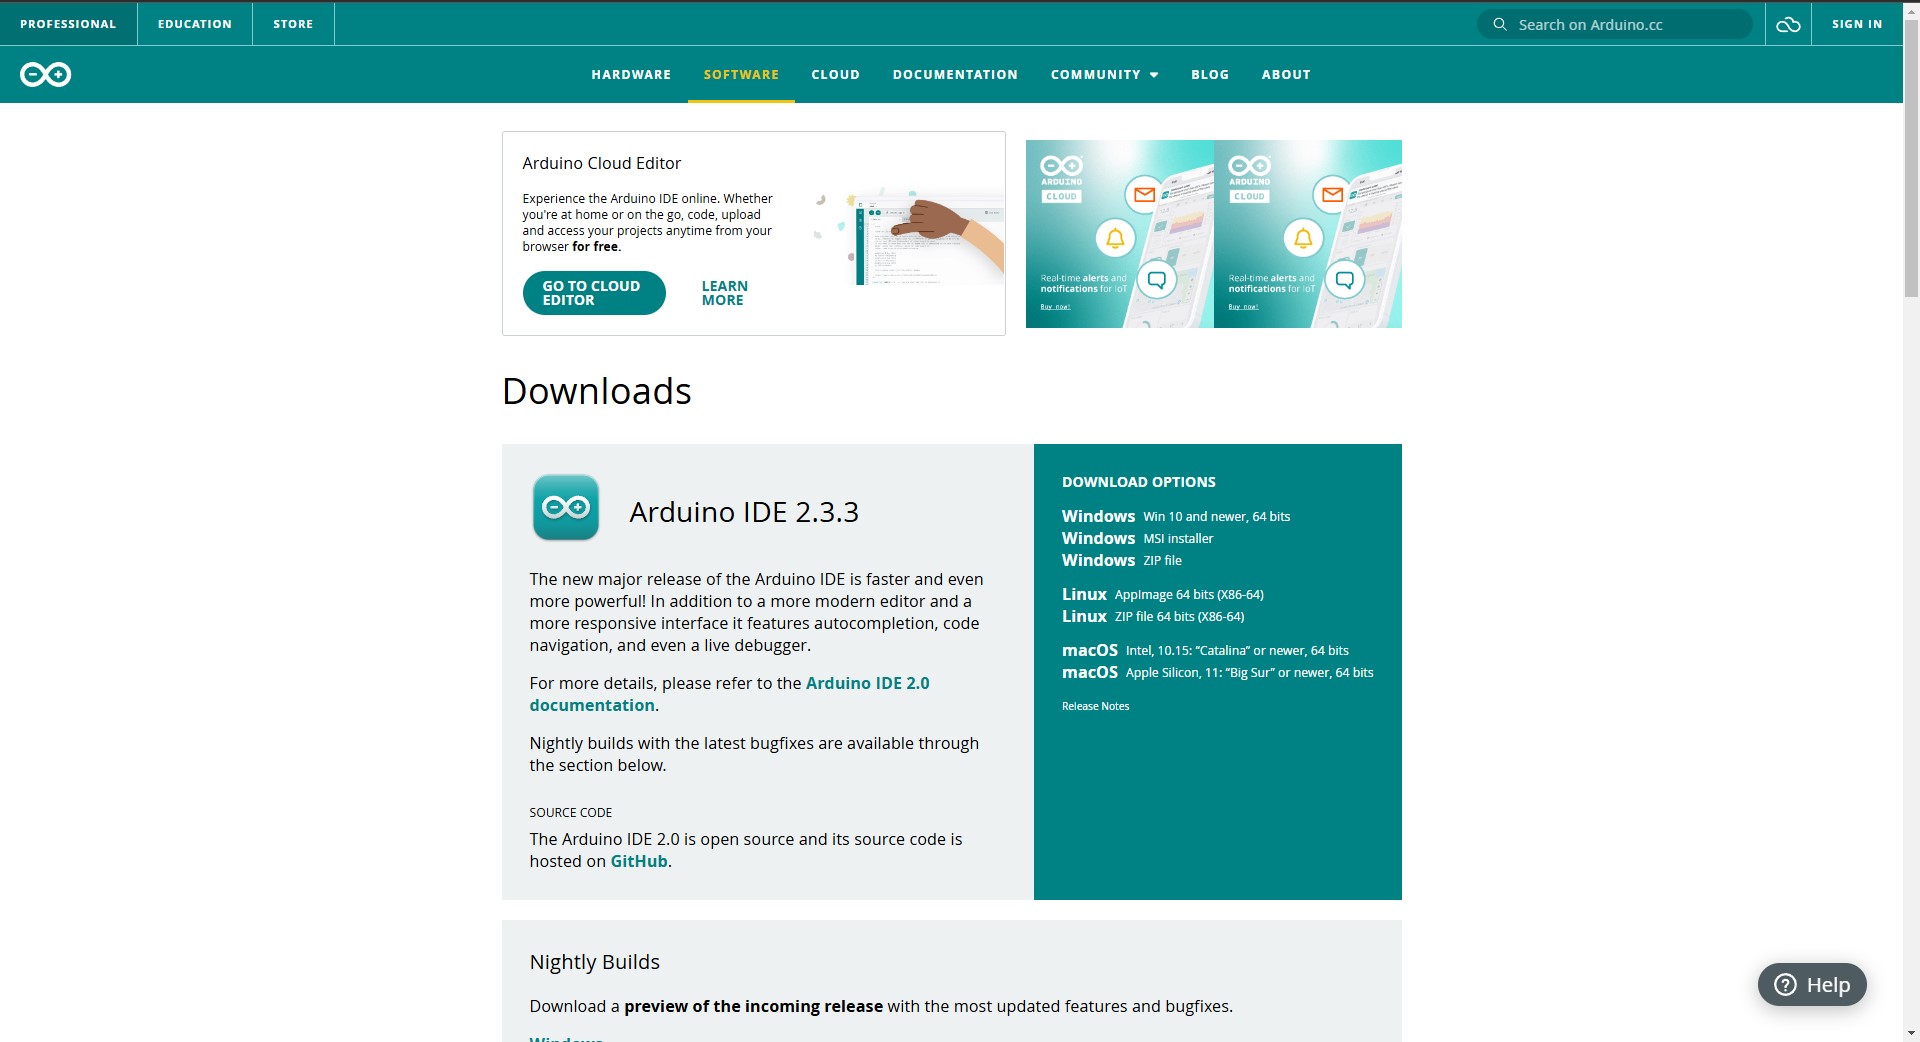 PROFESSIONAL
EDUCATION
STORE
Search on Arduino.cc
SIGN IN
HARDWARE
SOFTWARE
CLOUD
DOCUMENTATION
COMMUNITY
BLOG
ABOUT
Arduino Cloud Editor
Experience the Arduino IDE online. Whether
you're at home or on the go, code, upload
and access your projects anytime from your
browser for free.
GO TO CLOUD
EDITOR
LEARN
MORE
ARDUINO
CLOUD
Real-time alerts and
notifications for IoT
Buy now!
ARDUINO
CLOUD
Real-time alerts and
notifications for IoT
Buy now!
Downloads
Arduino IDE 2.3.3
The new major release of the Arduino IDE is faster and even
more powerful! In addition to a more modern editor and a
more responsive interface it features autocompletion, code
navigation, and even a live debugger.
For more details, please refer to the Arduino IDE 2.0
documentation.
Nightly builds with the latest bugfixes are available through
the section below.
SOURCE CODE
The Arduino IDE 2.0 is open source and its source code is
hosted on GitHub.
DOWNLOAD OPTIONS
Windows Win 10 and newer, 64 bits
Windows MSI installer
Windows ZIP file
Linux AppImage 64 bits (X86-64)
Linux ZIP file 64 bits (X86-64)
macOS Intel, 10.15: “Catalina” or newer, 64 bits
macOS Apple Silicon, 11: “Big Sur” or newer, 64 bits
Release Notes
Nightly Builds
Download a preview of the incoming release with the most updated features and bugfixes.
Windows
Help